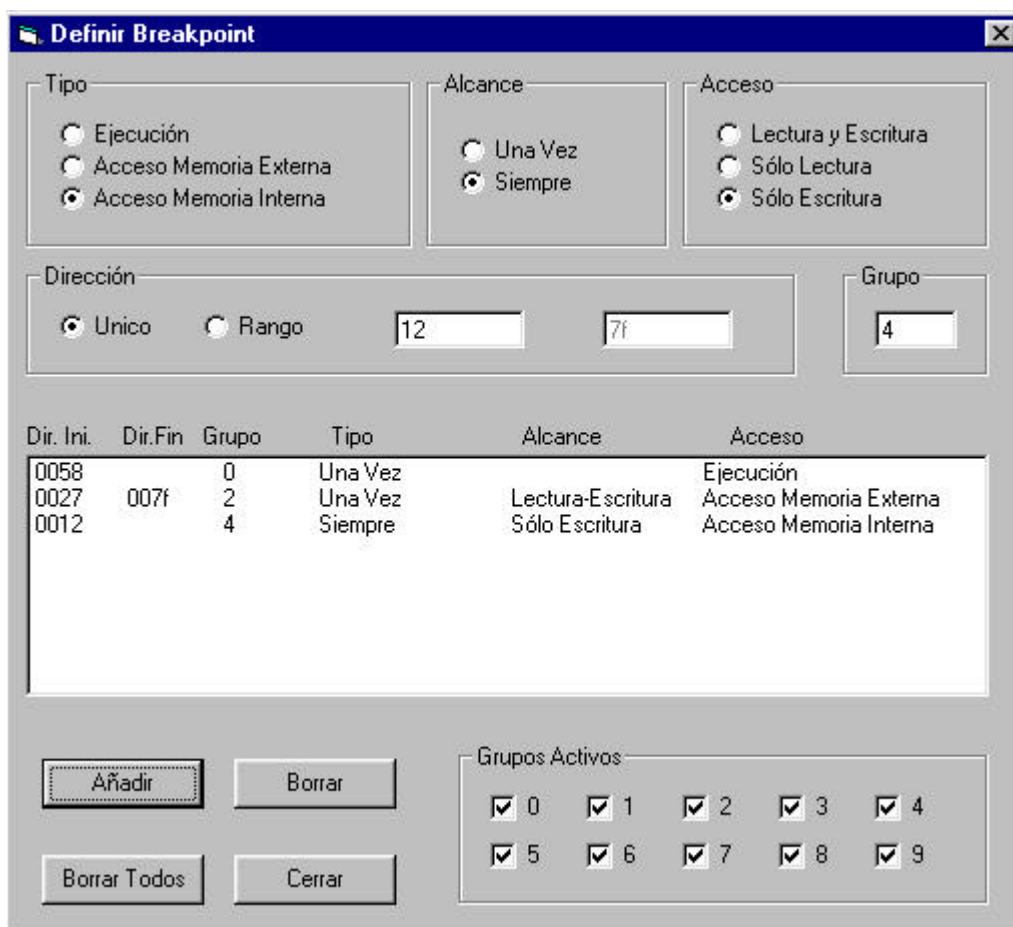 Definir Breakpoint
Tipo
Ejecución
Acceso Memoria Externa
Acceso Memoria Interna
Alcance
Una Vez
Siempre
Acceso
Lectura y Escritura
Sólo Lectura
Sólo Escritura
Dirección
Unico Rango 12 7f
Grupo
4
Dir. Ini. Dir.Fin Grupo Tipo Alcance Acceso
0058 0 Una Vez Ejecución
0027 007f 2 Una Vez Lectura-Escritura Acceso Memoria Externa
0012 4 Siempre Sólo Escritura Acceso Memoria Interna
Añadir Borrar
Borrar Todos Cerrar
Grupos Activos
0 1 2 3 4
5 6 7 8 9